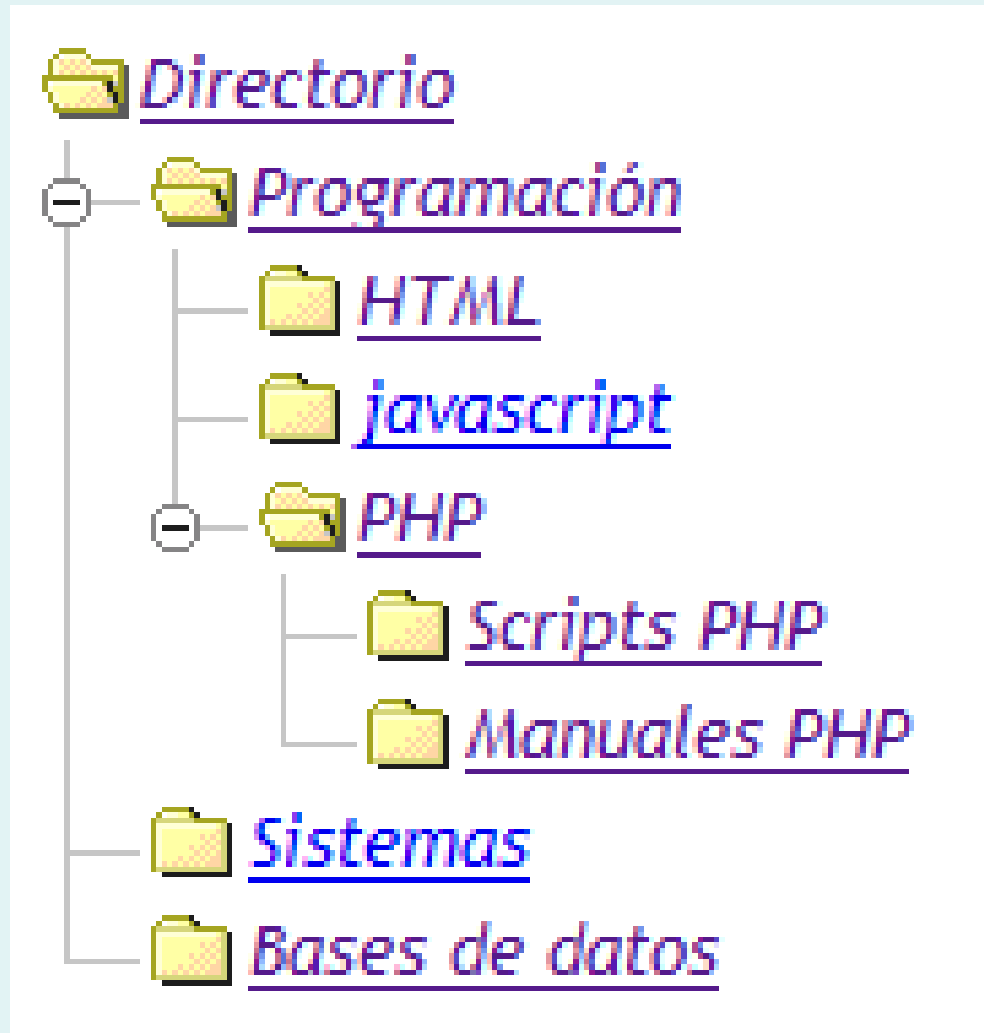 Directorio
Programación
HTML
javascript
PHP
Scripts PHP
Manuales PHP
Sistemas
Bases de datos